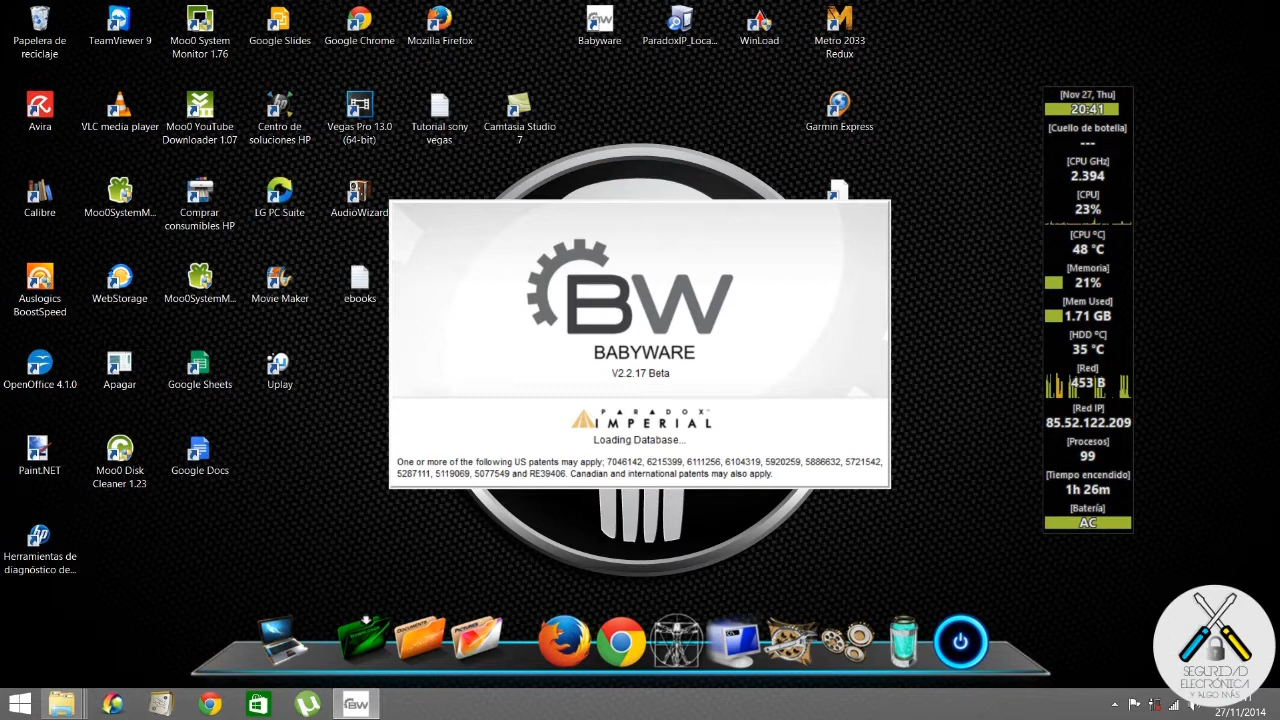 Papelera de
reciclaje
TeamViewer 9
Moo0 System
Monitor 1.76
Google Slides
Google Chrome
Mozilla Firefox
Babyware
ParadoxIP_Loca...
WinLoad
Metro 2033
Redux
Avira
VLC media player
Moo0 YouTube
Downloader 1.07
Centro de
soluciones HP
Vegas Pro 13.0
(64-bit)
Tutorial sony
vegas
Camtasia Studio
7
Garmin Express
Calibre
Moo0SystemM...
Comprar
consumibles HP
LG PC Suite
AudioWizard
Auslogics
BoostSpeed
WebStorage
Moo0SystemM...
Movie Maker
ebooks
OpenOffice 4.1.0
Apagar
Google Sheets
Uplay
Paint.NET
Moo0 Disk
Cleaner 1.23
Google Docs
Herramientas de
diagnóstico de...
BW
BABYWARE
V2.2.17 Beta
PARADOX
IMPERIAL
Loading Database...
One or more of the following US patents may apply; 7046142, 6215399, 6111256, 6104319, 5920259, 5886632, 5721542,
5287111, 5119069, 5077549 and RE39406. Canadian and international patents may also apply.
[Nov 27, Thu]
20:41
[Cuello de botella]
---
[CPU GHz]
2.394
[CPU]
23%
[CPU °C]
48 °C
[Memoria]
21%
[Mem Used]
1.71 GB
[HDD °C]
35 °C
[Red]
453 B
[Red IP]
85.52.122.209
[Procesos]
99
[Tiempo encendido]
1h 26m
[Batería]
AC
DOCUMENTS
PICTURES
SEGURIDAD
ELECTRÓNICA
Y ALGO MÁS
BW
27/11/2014